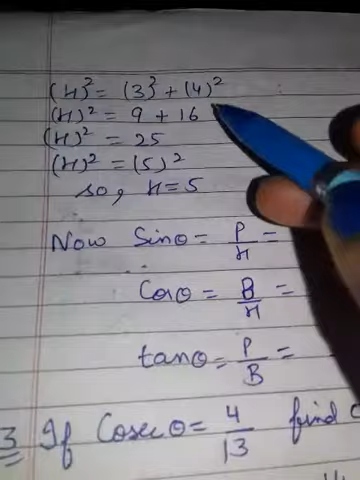 (H)² = (3)² + (4)²
(H)² = 9 + 16
(H)² = 25
(H)² = (5)²
so, H = 5
Now Sinθ = P/H =
Cosθ = B/H =
tanθ = P/B =
3 If Cosecθ = 4/13 find